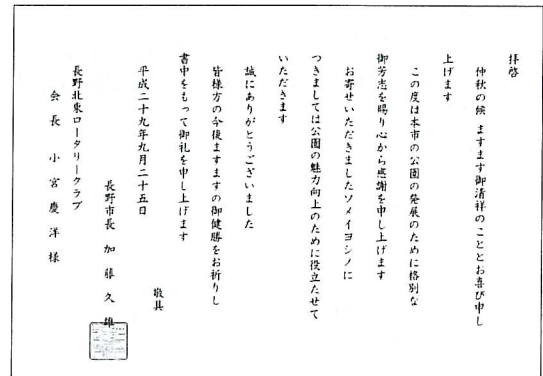 拝啓
仲秋の候 ますます御清祥のこととお喜び申し
上げます
この度は本市の公園の発展のために格別な
御芳志を賜り心から感謝を申し上げます
お寄せいただきましたソメイヨシノに
つきましては公園の魅力向上のために役立たせて
いただきます
誠にありがとうございました
皆様方の今後ますますの御健勝をお祈りし
書中をもって御礼を申し上げます
敬具
平成二十九年九月二十五日
長野市長 加藤久雄
長野北東ロータリークラブ
会長 小宮慶洋様